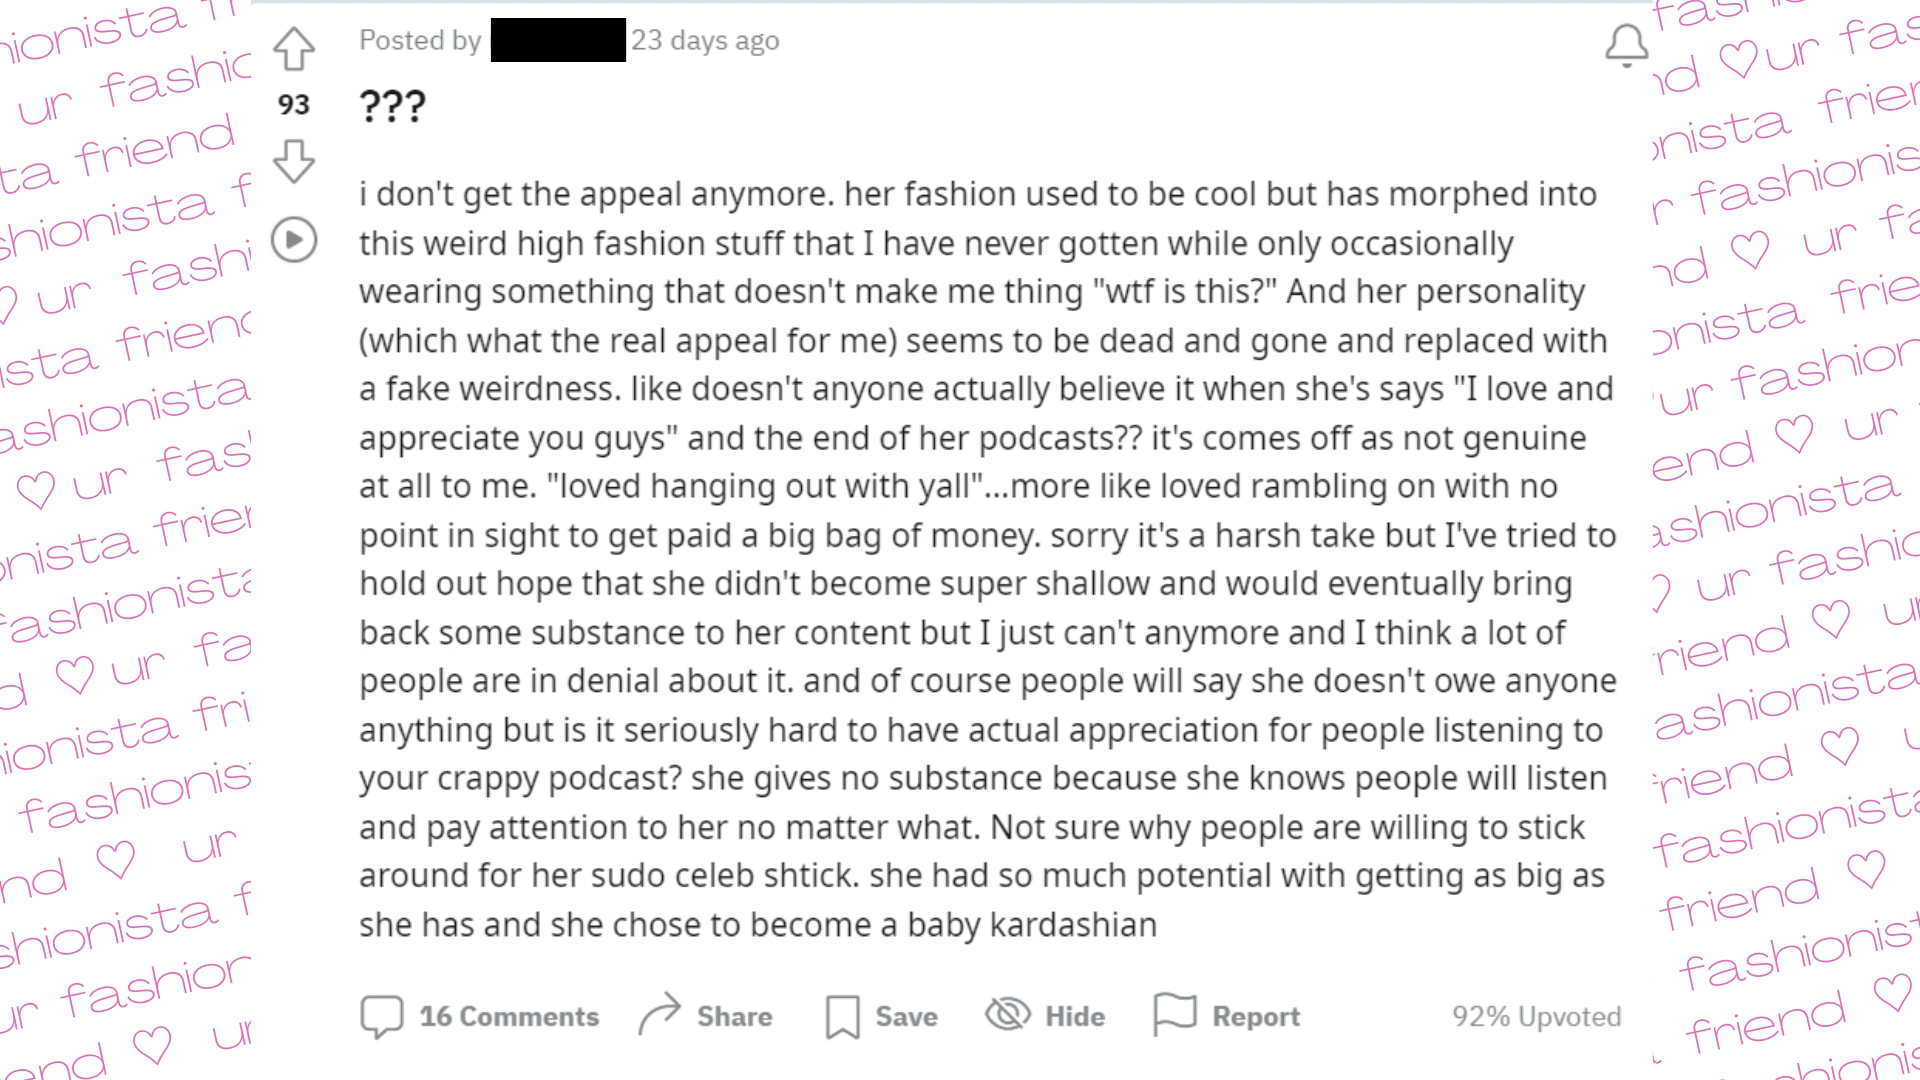 Posted by 23 days ago
93
???
i don't get the appeal anymore. her fashion used to be cool but has morphed into
this weird high fashion stuff that I have never gotten while only occasionally
wearing something that doesn't make me thing "wtf is this?" And her personality
(which what the real appeal for me) seems to be dead and gone and replaced with
a fake weirdness. like doesn't anyone actually believe it when she's says "I love and
appreciate you guys" and the end of her podcasts?? it's comes off as not genuine
at all to me. "loved hanging out with yall"...more like loved rambling on with no
point in sight to get paid a big bag of money. sorry it's a harsh take but I've tried to
hold out hope that she didn't become super shallow and would eventually bring
back some substance to her content but I just can't anymore and I think a lot of
people are in denial about it. and of course people will say she doesn't owe anyone
anything but is it seriously hard to have actual appreciation for people listening to
your crappy podcast? she gives no substance because she knows people will listen
and pay attention to her no matter what. Not sure why people are willing to stick
around for her sudo celeb shtick. she had so much potential with getting as big as
she has and she chose to become a baby kardashian
16 Comments Share Save Hide Report 92% Upvoted
ur fashionista friend ♡ ur fashionista friend